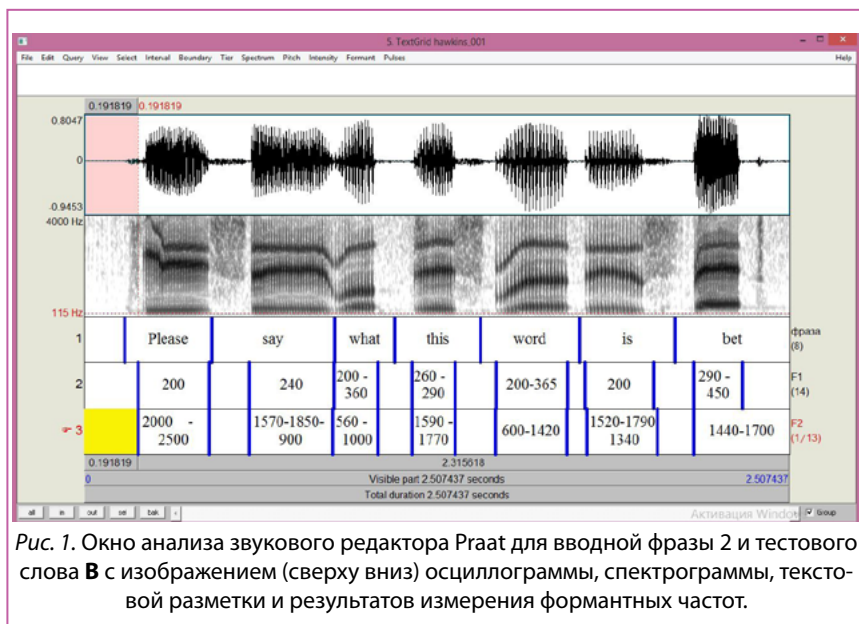 5. TextGrid hawkins_001
File Edit Query View Select Interval Boundary Tier Spectrum Pitch Intensity Formant Pulses Help
0.191819 0.191819
0.8047
0
-0.9453
4000 Hz
115 Hz
1 Please say what this word is bet фраза (8)
2 200 240 200 - 360 260 - 290 200-365 200 290 - 450 F1 (14)
3 2000 - 2500 1570-1850-900 560 - 1000 1590 - 1770 600-1420 1520-1790 1340 1440-1700 F2 (1/13)
0.191819 2.315618
0 Visible part 2.507437 seconds 2.507437
Total duration 2.507437 seconds
all in out sel bak Активация Windo Group
Рис. 1. Окно анализа звукового редактора Praat для вводной фразы 2 и тестового
слова В с изображением (сверху вниз) осциллограммы, спектрограммы, тексто-
вой разметки и результатов измерения формантных частот.